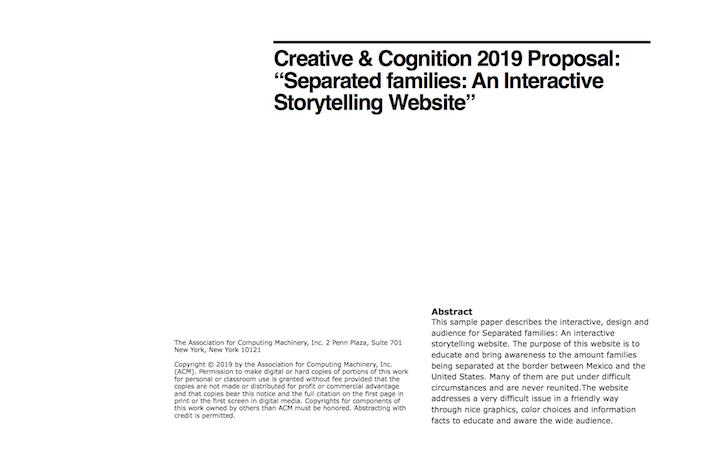 Creative & Cognition 2019 Proposal:
“Separated families: An Interactive
Storytelling Website”
The Association for Computing Machinery, Inc. 2 Penn Plaza, Suite 701
New York, New York 10121
Copyright © 2019 by the Association for Computing Machinery, Inc.
(ACM). Permission to make digital or hard copies of portions of this work
for personal or classroom use is granted without fee provided that the
copies are not made or distributed for profit or commercial advantage
and that copies bear this notice and the full citation on the first page in
print or the first screen in digital media. Copyrights for components of
this work owned by others than ACM must be honored. Abstracting with
credit is permitted.
Abstract
This sample paper describes the interactive, design and
audience for Separated families: An interactive
storytelling website. The purpose of this website is to
educate and bring awareness to the amount families
being separated at the border between Mexico and the
United States. Many of them are put under difficult
circumstances and are never reunited.The website
addresses a very difficult issue in a friendly way
through nice graphics, color choices and information
facts to educate and aware the wide audience.